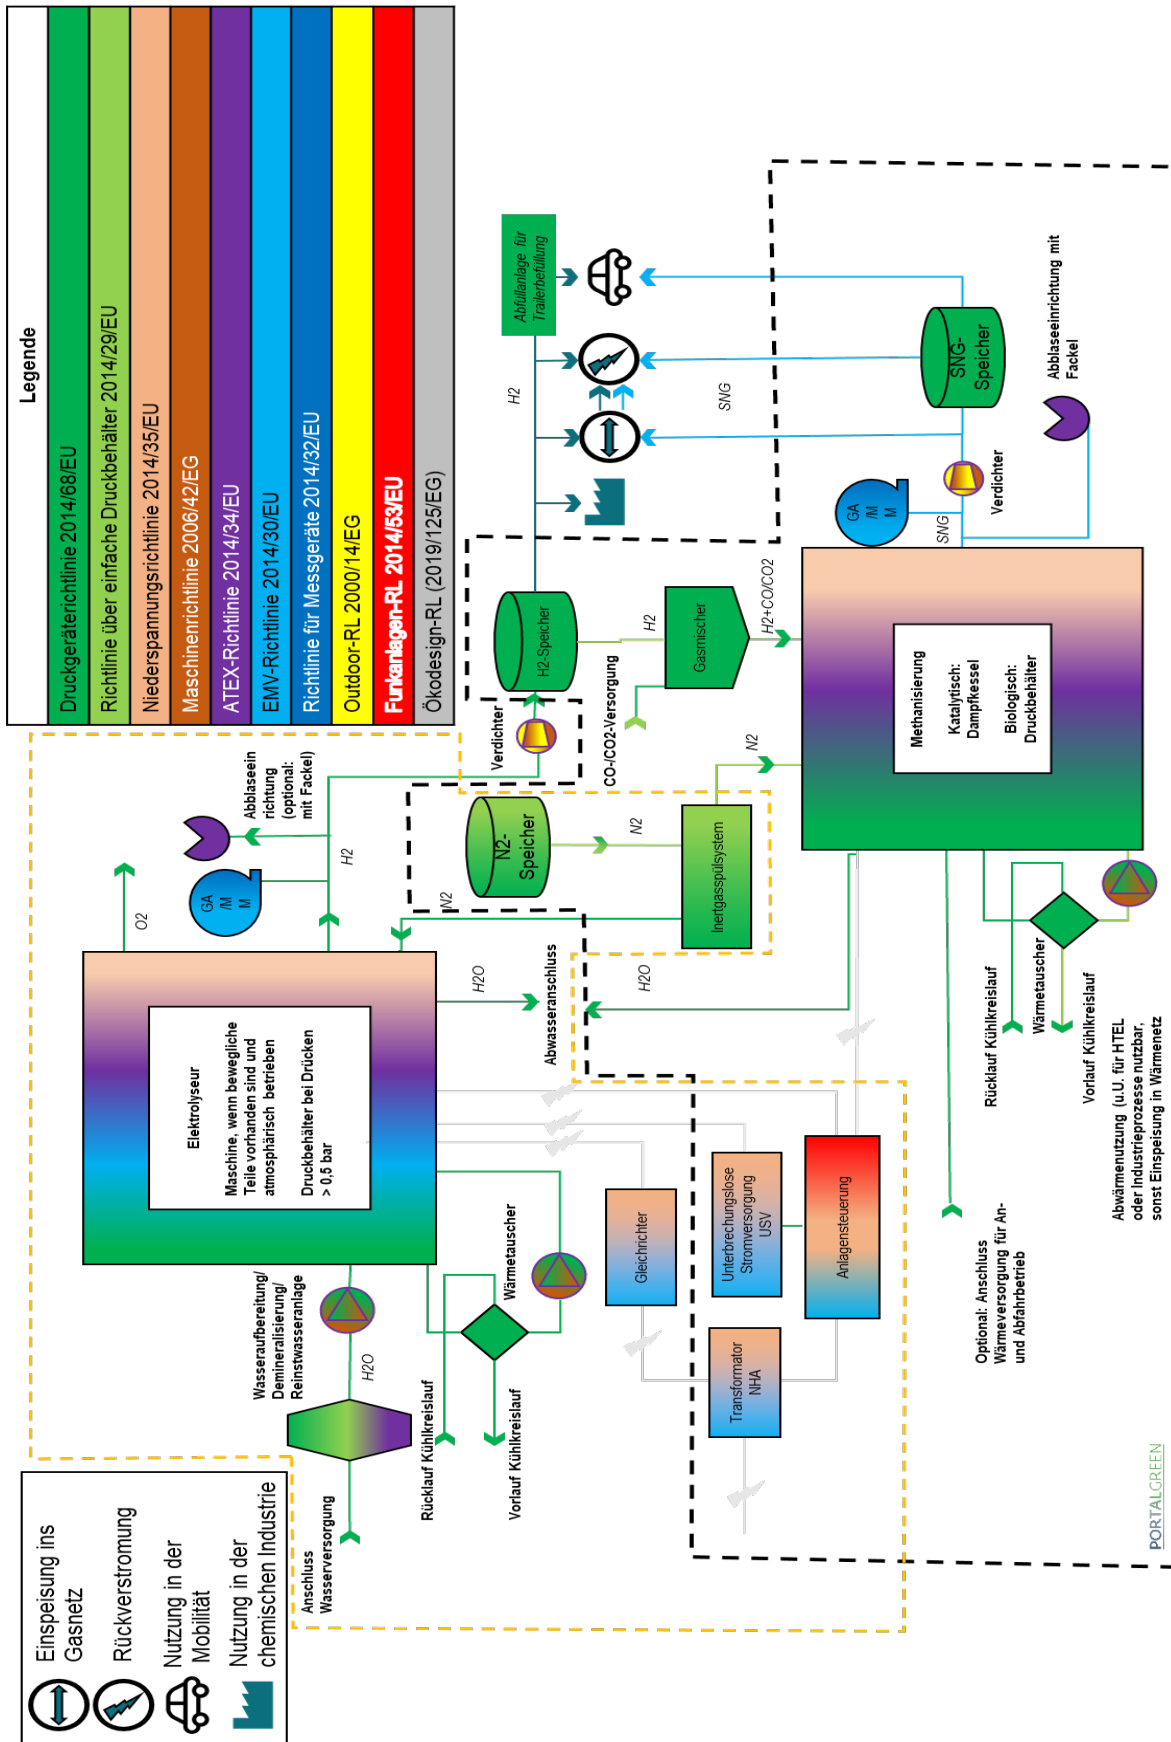 Einspeisung ins
Gasnetz
Rückverstromung
Nutzung in der
Mobilität
Nutzung in der
chemischen Industrie
Legende
Druckgeräterichtlinie 2014/68/EU
Richtlinie über einfache Druckbehälter 2014/29/EU
Niederspannungsrichtlinie 2014/35/EU
Maschinenrichtlinie 2006/42/EG
ATEX-Richtlinie 2014/34/EU
EMV-Richtlinie 2014/30/EU
Richtlinie für Messgeräte 2014/32/EU
Outdoor-RL 2000/14/EG
Funkanlagen-RL 2014/53/EU
Ökodesign-RL (2019/125/EG)
Anschluss
Wasserversorgung
Wasseraufbereitung/
Demineralisierung/
Reinstwasseranlage
H2O
Rücklauf Kühlkreislauf
Vorlauf Kühlkreislauf
Wärmetauscher
Elektrolyseur
Maschine, wenn bewegliche
Teile vorhanden sind und
atmosphärisch betrieben
Druckbehälter bei Drücken
> 0,5 bar
O2
GA
/M
M
H2
Abblaseein
richtung
(optional:
mit Fackel)
N2
H2O
Abwasseranschluss
Verdichter
N2-
Speicher
N2
Inertgasspülsystem
N2
H2-Speicher
H2
Abfüllanlage für
Trailerbefüllung
CO-/CO2-Versorgung
H2
Gasmischer
H2+CO/CO2
SNG
Gleichrichter
Unterbrechungslose
Stromversorgung
USV
Transformator
NHA
Anlagensteuerung
H2O
Methanisierung
Katalytisch:
Dampfkessel
Biologisch:
Druckbehälter
GA
/M
M
SNG
Verdichter
SNG-
Speicher
Abblaseeinrichtung mit
Fackel
Optional: Anschluss
Wärmeversorgung für An-
und Abfahrbetrieb
Rücklauf Kühlkreislauf
Wärmetauscher
Vorlauf Kühlkreislauf
Abwärmenutzung (u.U. für HTEL
oder Industrieprozesse nutzbar,
sonst Einspeisung in Wärmenetz
PORTALGREEN